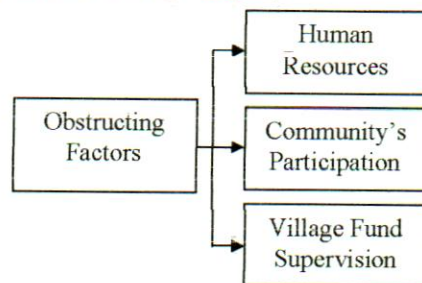 Obstructing
Factors
Human
Resources
Community's
Participation
Village Fund
Supervision